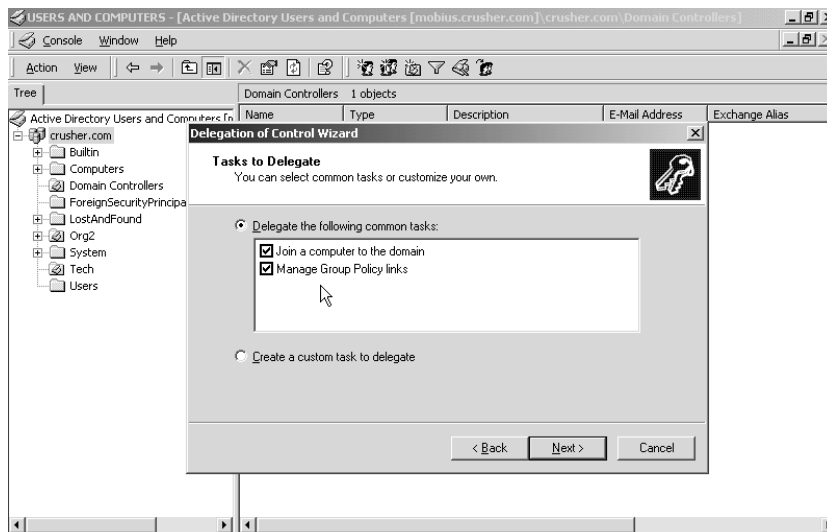 USERS AND COMPUTERS - [Active Directory Users and Computers [mobius.crusher.com]\crusher.com\Domain Controllers]
Console Window Help
Action View
Tree
Domain Controllers 1 objects
Name Type Description E-Mail Address Exchange Alias
Active Directory Users and Computers [n
crusher.com
Builtin
Computers
Domain Controllers
ForeignSecurityPrincipa
LostAndFound
Org2
System
Tech
Users
Delegation of Control Wizard
Tasks to Delegate
You can select common tasks or customize your own.
Delegate the following common tasks:
Join a computer to the domain
Manage Group Policy links
Create a custom task to delegate
< Back Next > Cancel